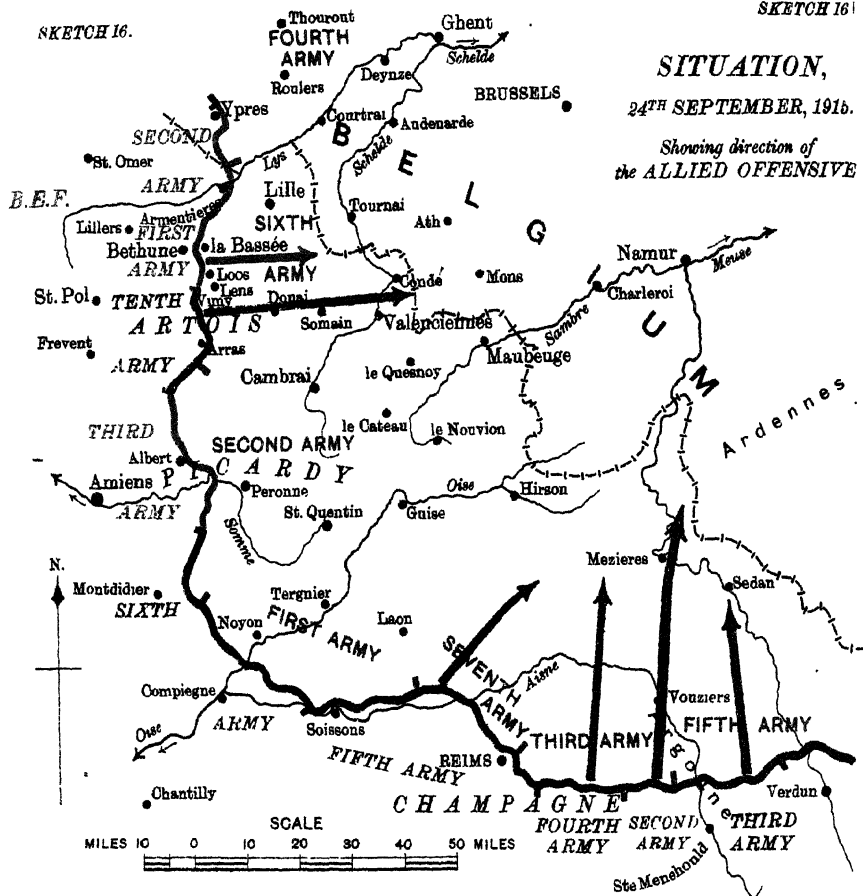 SKETCH 16.
SKETCH 16
SITUATION,
24TH SEPTEMBER, 1915.
Showing direction of
the ALLIED OFFENSIVE
Thourout
FOURTH
ARMY
Roulers
Ghent
Schelde
Deynze
BRUSSELS
Ypres
Courtrai
Audenarde
SECOND
ARMY
St. Omer
Lys
Schelde
BELGIUM
B.E.F.
Lille
Armentieres
SIXTH
ARMY
Tournai
Ath
Lillers
FIRST
ARMY
Bethune
la Bassée
Loos
Lens
Condé
Mons
Namur
Meuse
Charleroi
Sambre
St. Pol
TENTH
ARMY
Vimy
Douai
ARTOIS
Somain
Valenciennes
Maubeuge
Frevent
Arras
Cambrai
le Quesnoy
le Cateau
le Nouvion
Ardennes
THIRD
ARMY
Albert
SECOND ARMY
PICARDY
Amiens
Peronne
Somme
St. Quentin
Oise
Guise
Hirson
N.
Montdidier
SIXTH
ARMY
Tergnier
Noyon
FIRST ARMY
Laon
Mezieres
Sedan
Compiegne
Oise
Soissons
SEVENTH
ARMY
Aisne
Vouziers
FIFTH ARMY
REIMS
THIRD ARMY
FIFTH ARMY
Argonne
CHAMPAGNE
FOURTH
ARMY
SECOND
ARMY
THIRD
ARMY
Verdun
Ste Menehould
Chantilly
SCALE
MILES 10 0 10 20 30 40 50 MILES